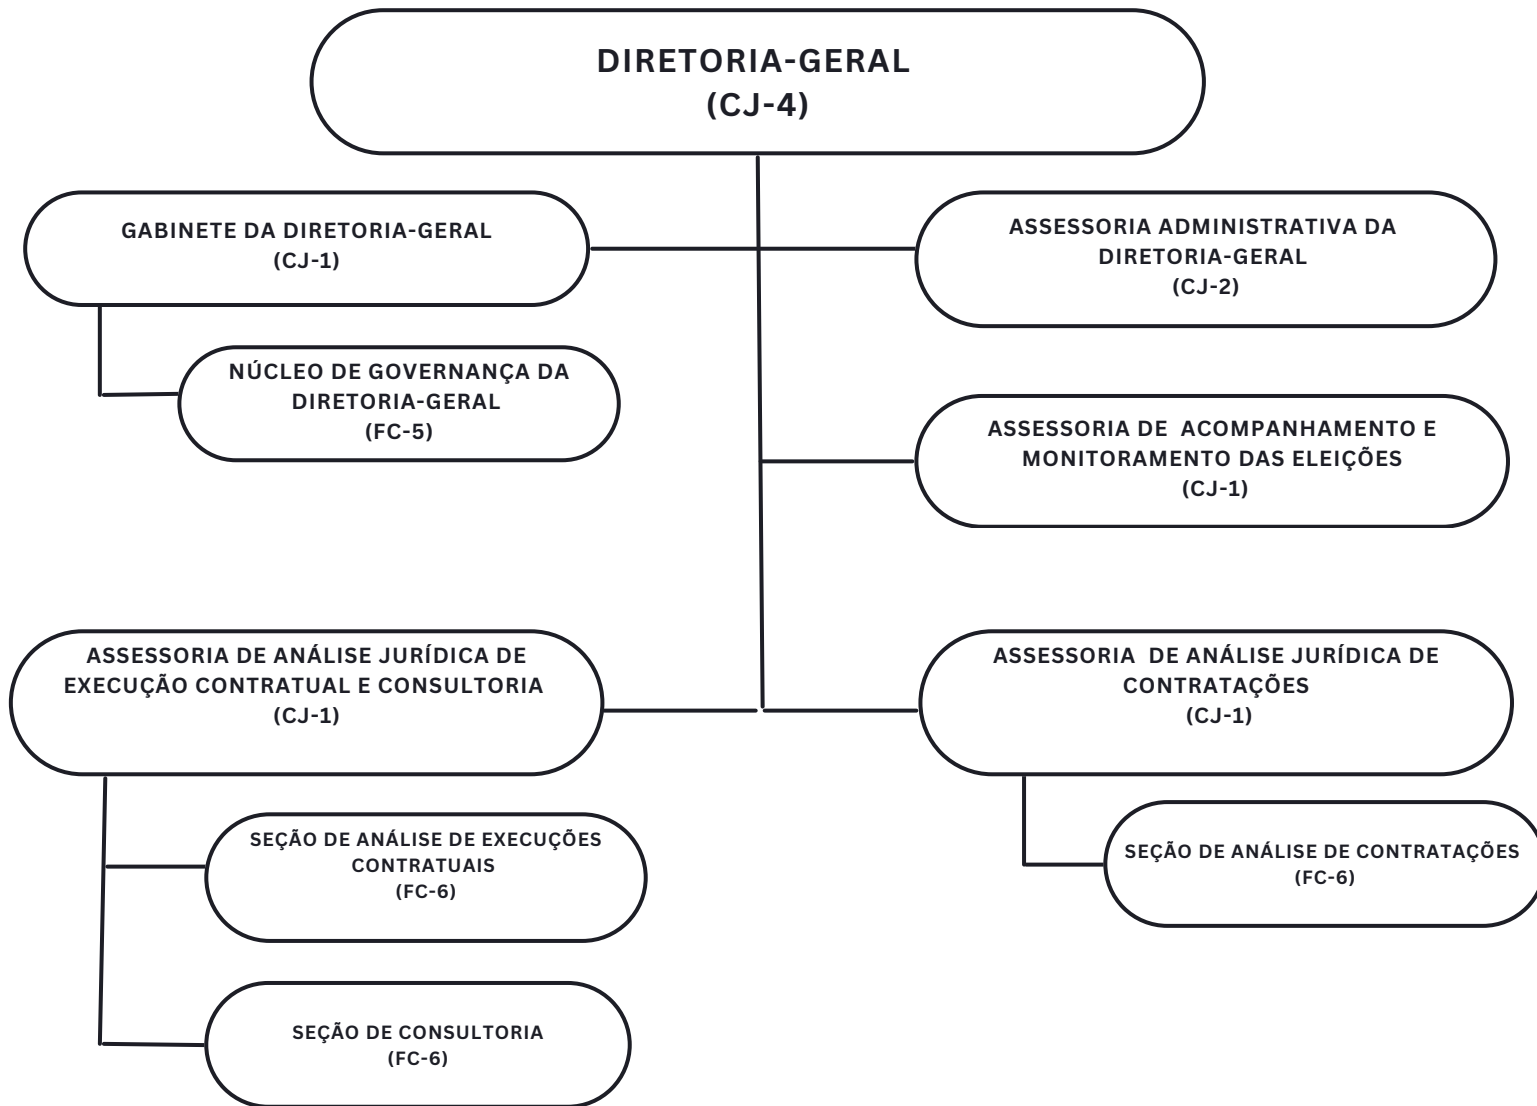 DIRETORIA-GERAL
(CJ-4)
GABINETE DA DIRETORIA-GERAL
(CJ-1)
ASSESSORIA ADMINISTRATIVA DA
DIRETORIA-GERAL
(CJ-2)
NÚCLEO DE GOVERNANÇA DA
DIRETORIA-GERAL
(FC-5)
ASSESSORIA DE ACOMPANHAMENTO E
MONITORAMENTO DAS ELEIÇÕES
(CJ-1)
ASSESSORIA DE ANÁLISE JURÍDICA DE
EXECUÇÃO CONTRATUAL E CONSULTORIA
(CJ-1)
ASSESSORIA DE ANÁLISE JURÍDICA DE
CONTRATAÇÕES
(CJ-1)
SEÇÃO DE ANÁLISE DE EXECUÇÕES
CONTRATUAIS
(FC-6)
SEÇÃO DE ANÁLISE DE CONTRATAÇÕES
(FC-6)
SEÇÃO DE CONSULTORIA
(FC-6)